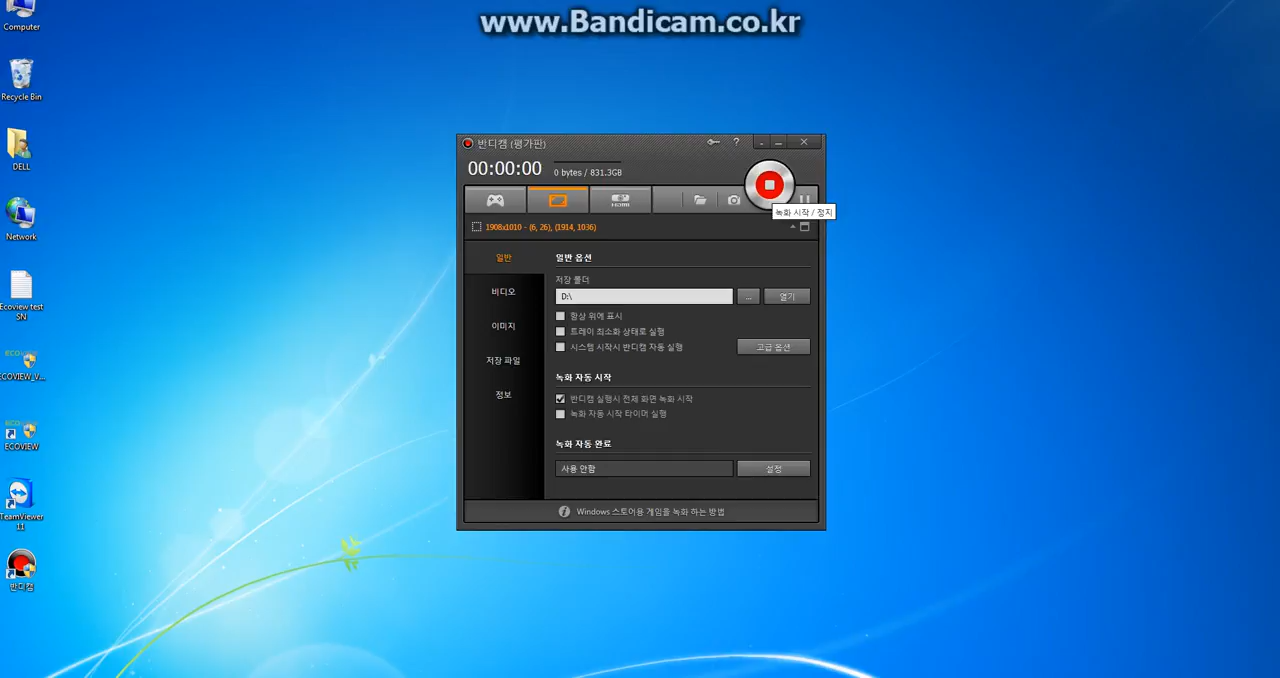 www.Bandicam.co.kr
Computer
Recycle Bin
DELL
Network
Ecoview test
SN
ECOVIEW_V...
ECOVIEW
TeamViewer
11
반디캠
반디캠 (평가판)
?
00:00:00
0 bytes / 831.3GB
HDMI
녹화 시작 / 정지
1908x1010 - (6, 26), (1914, 1036)
일반
비디오
이미지
저장 파일
정보
일반 옵션
저장 폴더
D:\
...
열기
항상 위에 표시
트레이 최소화 상태로 실행
시스템 시작시 반디캠 자동 실행
고급 옵션
녹화 자동 시작
반디캠 실행시 전체 화면 녹화 시작
녹화 자동 시작 타이머 실행
녹화 자동 완료
사용 안함
설정
Windows 스토어용 게임을 녹화 하는 방법